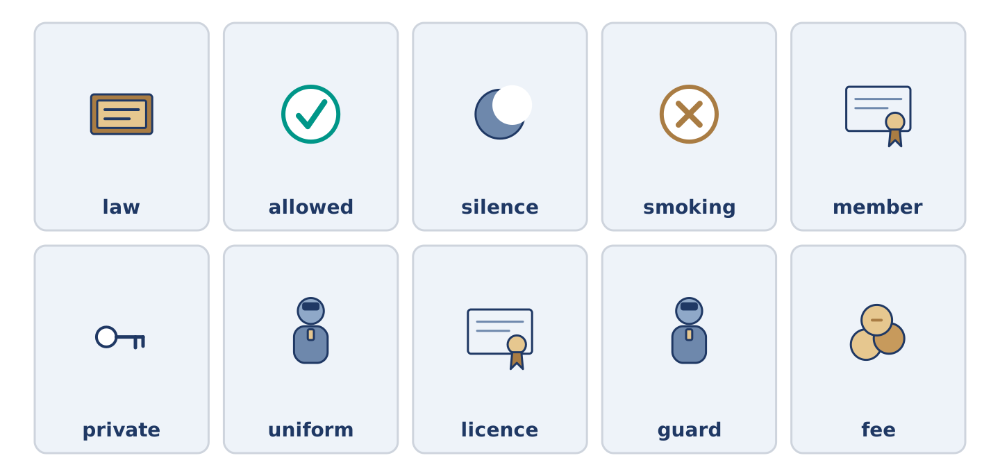 law
allowed
silence
smoking
member
private
uniform
licence
guard
fee